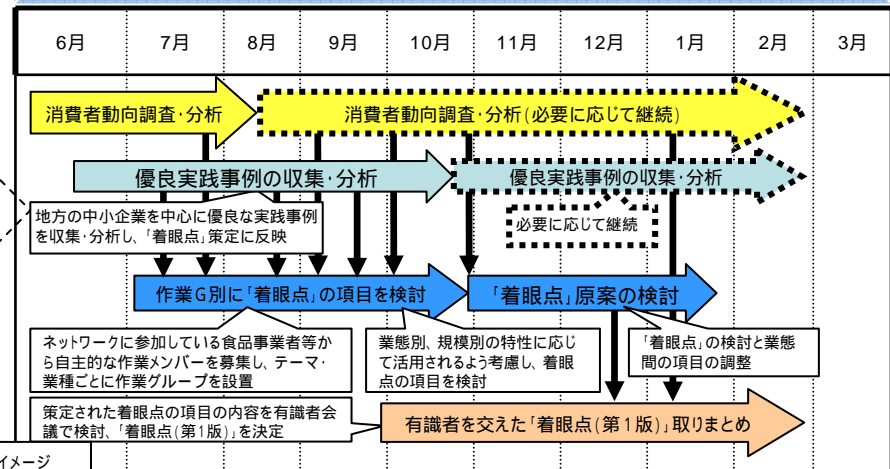 6月 7月 8月 9月 10月 11月 12月 1月 2月 3月
消費者動向調査･分析
消費者動向調査･分析(必要に応じて継続)
優良実践事例の収集･分析
優良実践事例の収集･分析
地方の中小企業を中心に優良な実践事例
を収集･分析し、｢着眼点｣策定に反映
必要に応じて継続
作業G別に｢着眼点｣の項目を検討
｢着眼点｣原案の検討
ネットワークに参加している食品事業者等か
ら自主的な作業メンバーを募集し、テーマ･
業種ごとに作業グループを設置
業態別、規模別の特性に応じ
て活用されるよう考慮し、着眼
点の項目を検討
｢着眼点｣の検討と業態
間の項目の調整
策定された着眼点の項目の内容を有識者会
議で検討、｢着眼点(第1版)｣を決定
有識者を交えた｢着眼点(第1版)｣取りまとめ
イメージ